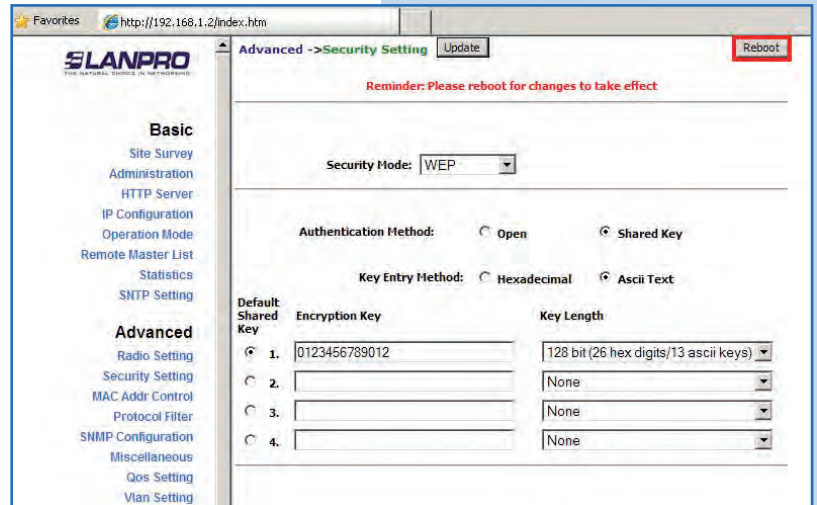 Favorites http://192.168.1.2/index.htm
LANPRO
THE NATURAL CHOICE IN NETWORKING
Basic
Site Survey
Administration
HTTP Server
IP Configuration
Operation Mode
Remote Master List
Statistics
SNTP Setting
Advanced
Radio Setting
Security Setting
MAC Addr Control
Protocol Filter
SNMP Configuration
Miscellaneous
Qos Setting
Vlan Setting
Advanced ->Security Setting Update Reboot
Reminder: Please reboot for changes to take effect
Security Mode: WEP
Authentication Method: Open Shared Key
Key Entry Method: Hexadecimal Ascii Text
Default
Shared Encryption Key Key Length
Key
1. 0123456789012 128 bit (26 hex digits/13 ascii keys)
2. None
3. None
4. None